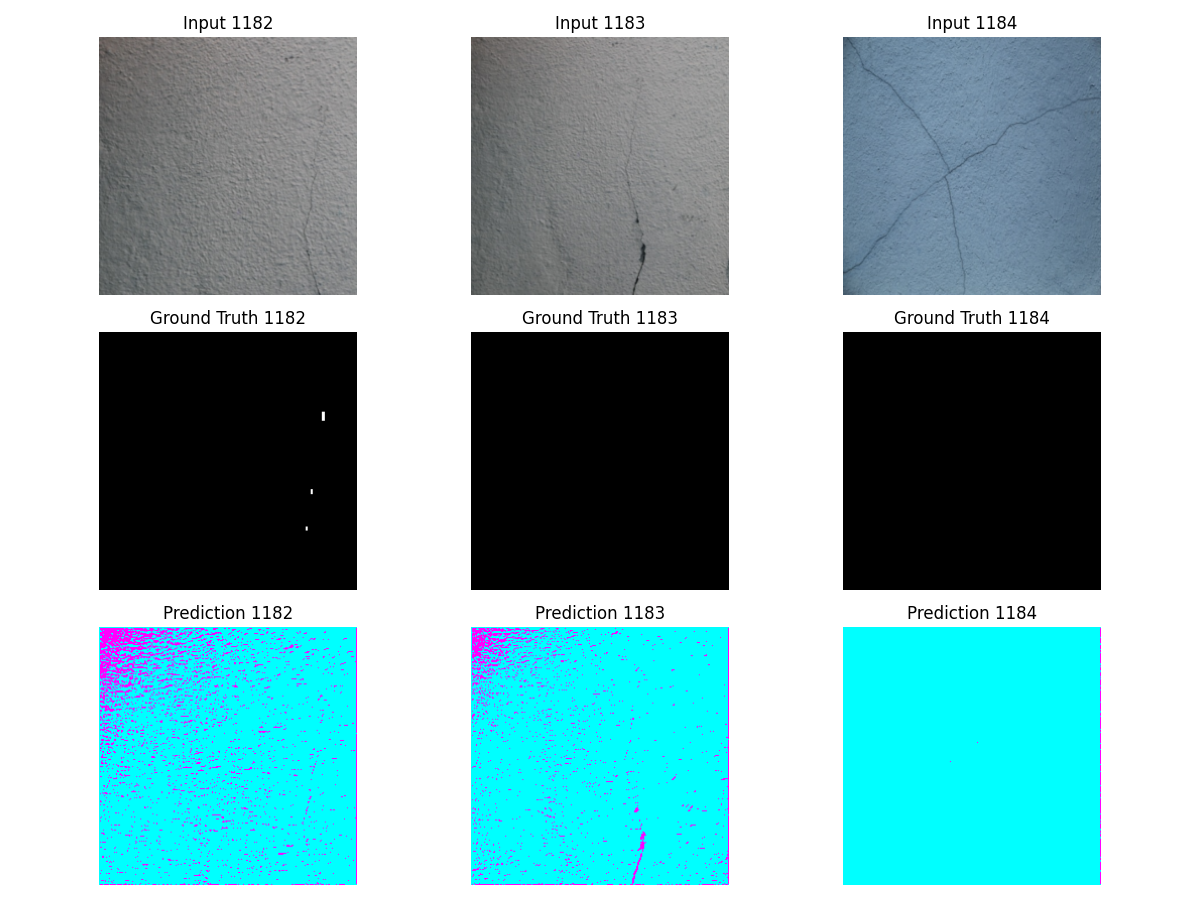 Input 1182
Input 1183
Input 1184
Ground Truth 1182
Ground Truth 1183
Ground Truth 1184
Prediction 1182
Prediction 1183
Prediction 1184